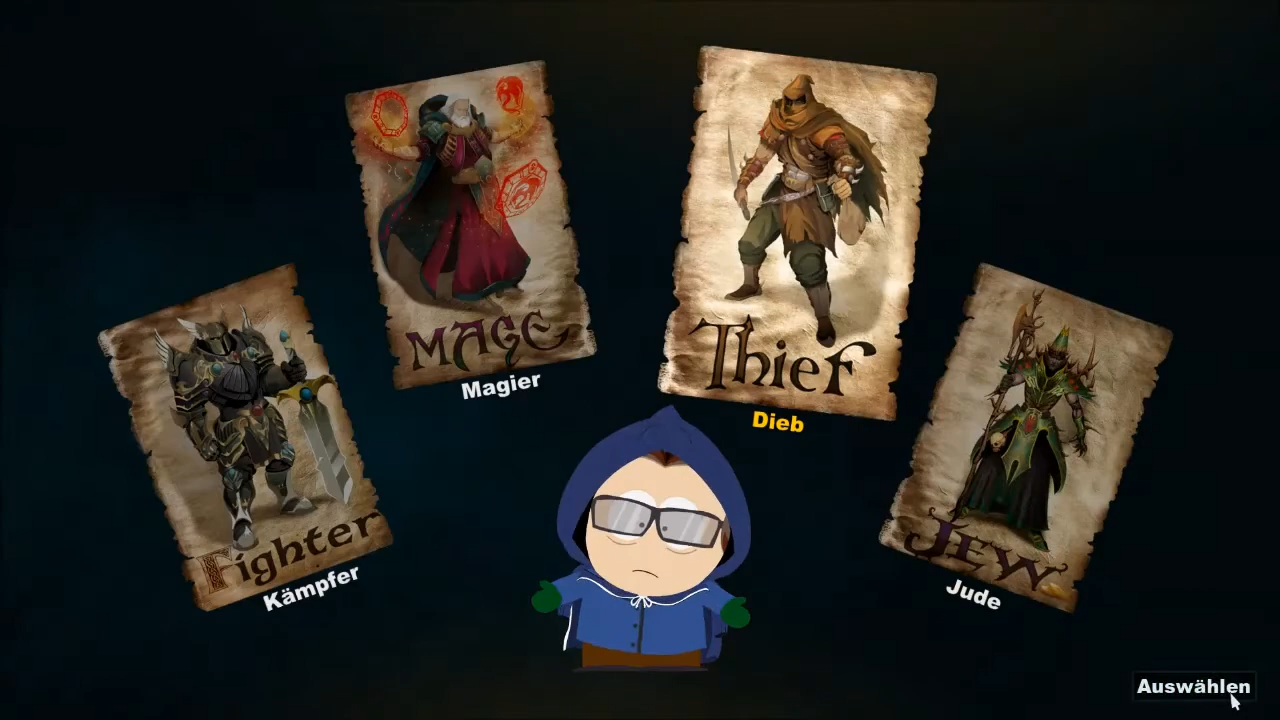 MAGE
Magier
Thief
Dieb
Fighter
Kämpfer
JEW
Jude
Auswählen